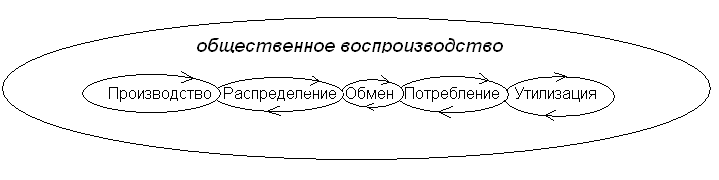 общественное воспроизводство
Производство Распределение Обмен Потребление Утилизация